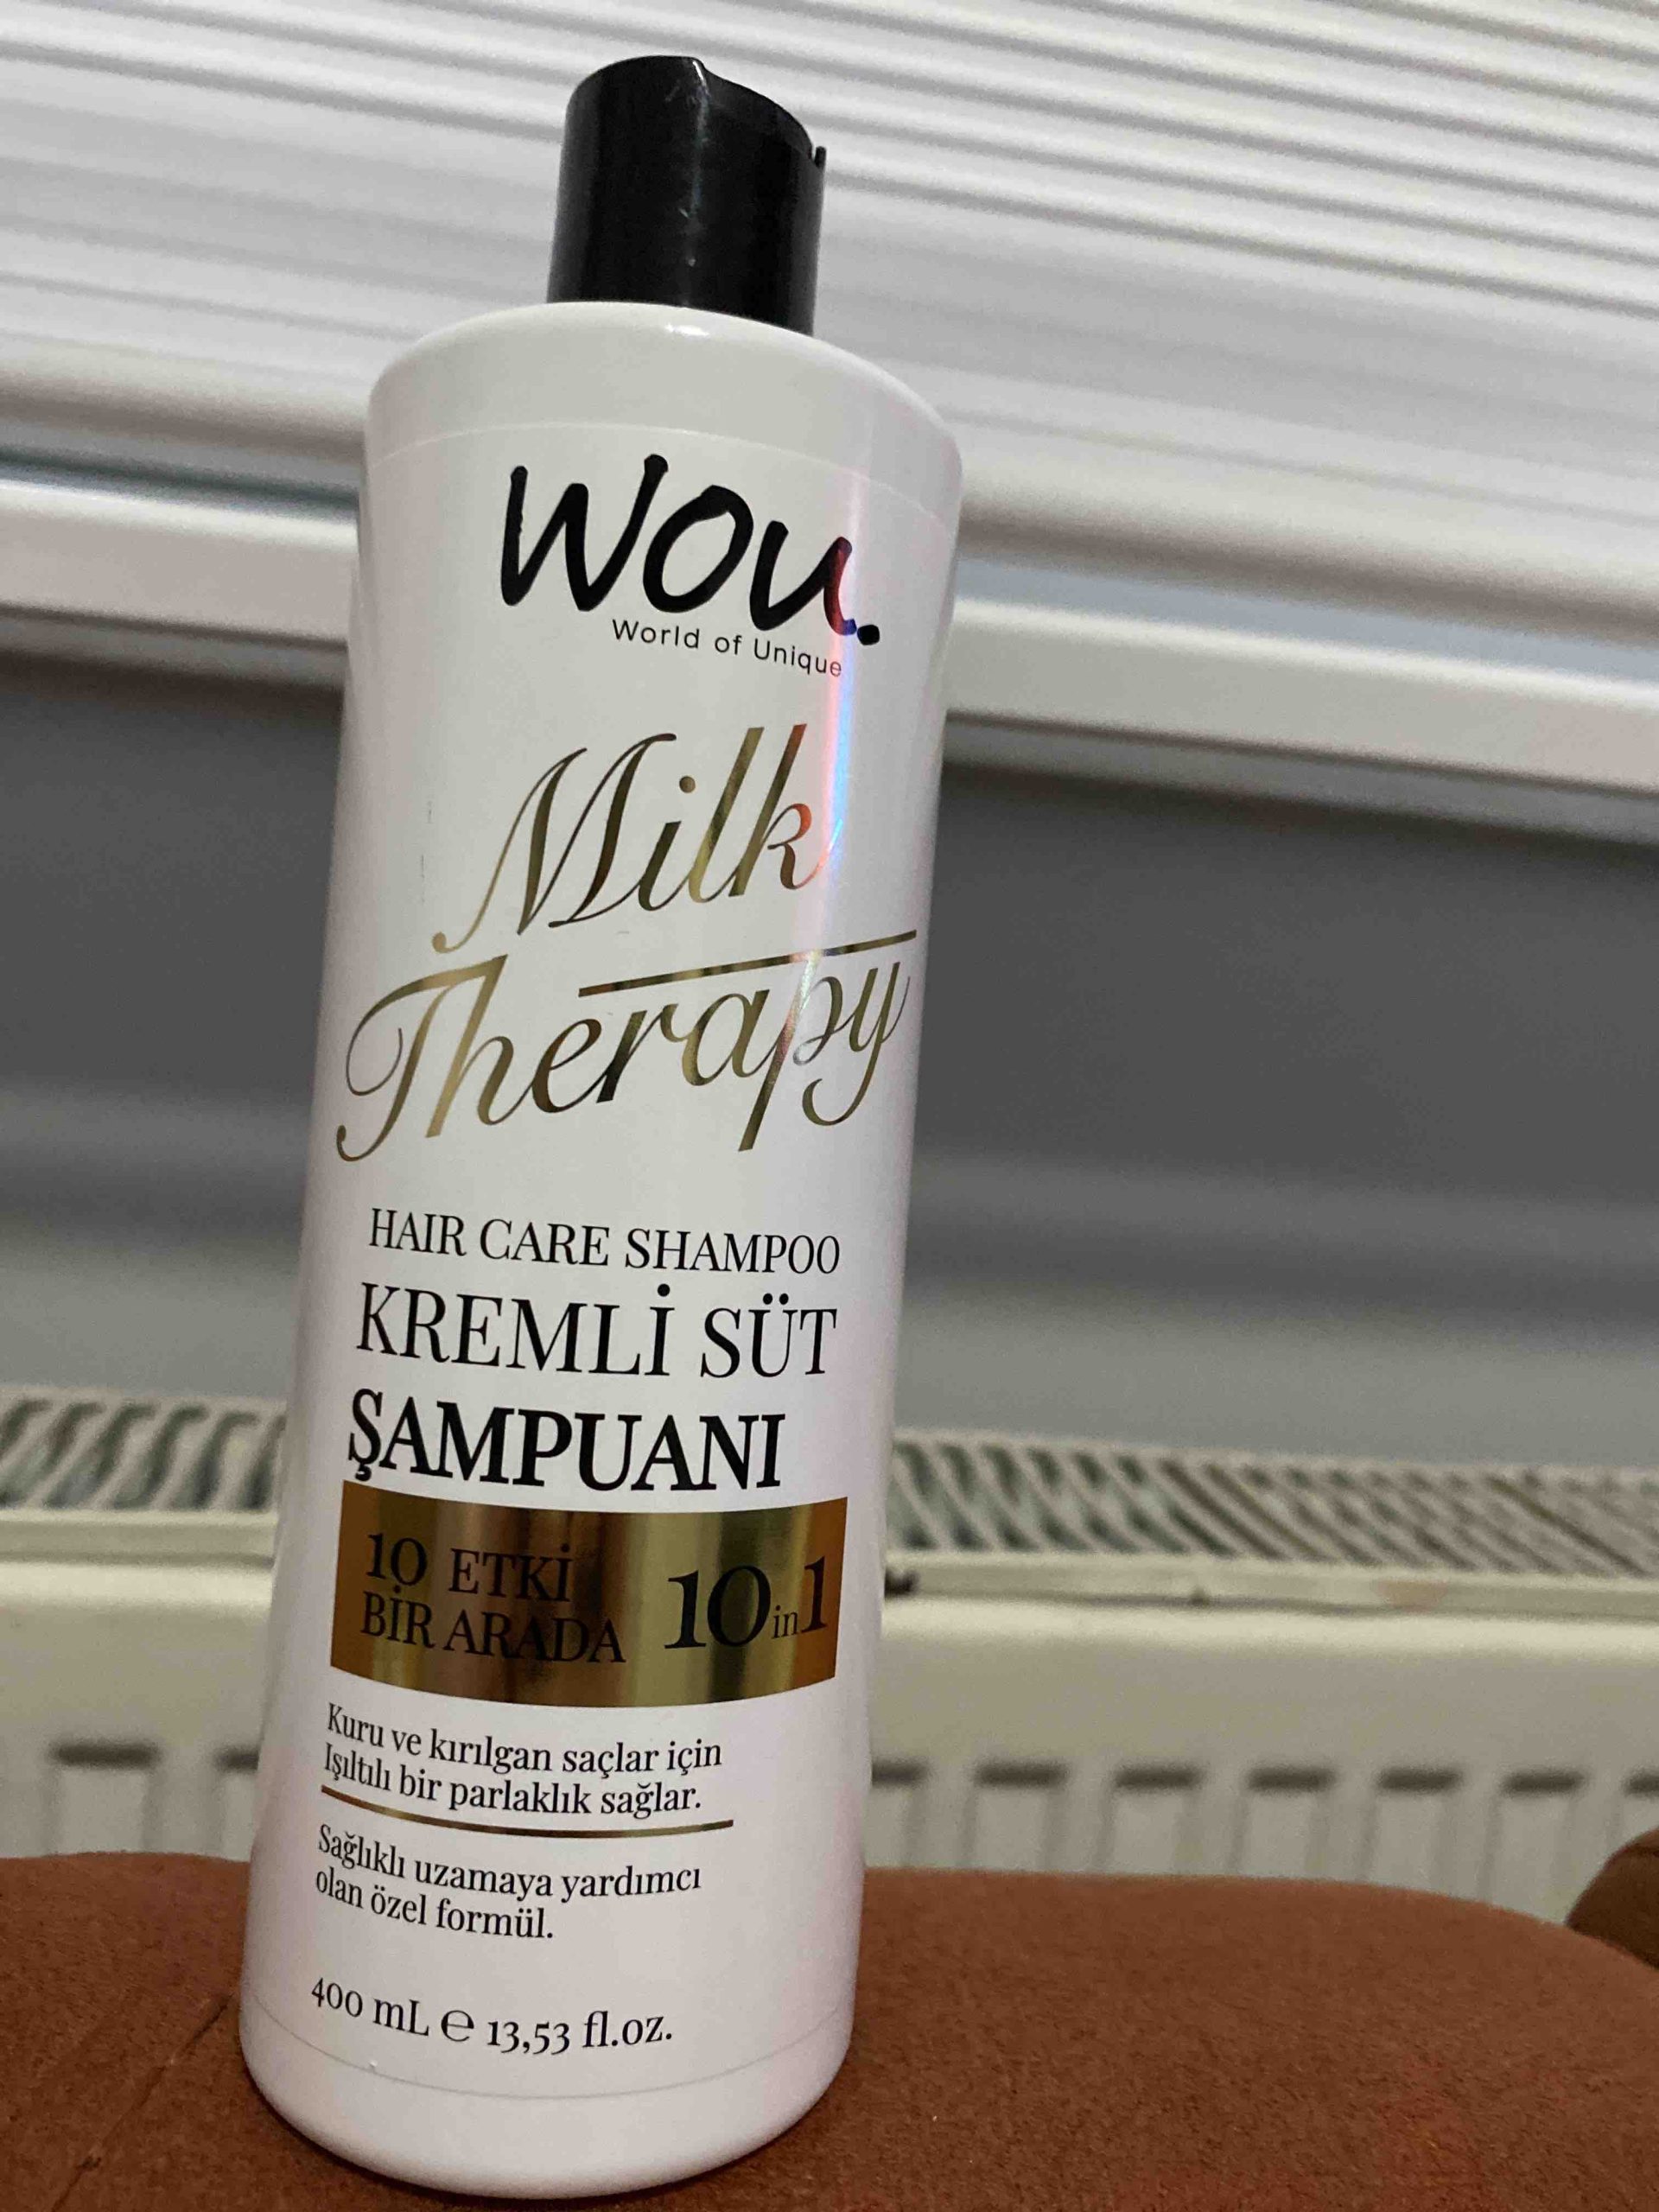 wou.
World of Unique
Milk
Therapy
HAIR CARE SHAMPOO
KREMLİ SÜT
ŞAMPUANI
10 ETKİ
BİR ARADA
10in1
Kuru ve kırılgan saçlar için
Işıltılı bir parlaklık sağlar.
Sağlıklı uzamaya yardımcı
olan özel formül.
400 mL ℮ 13,53 fl.oz.